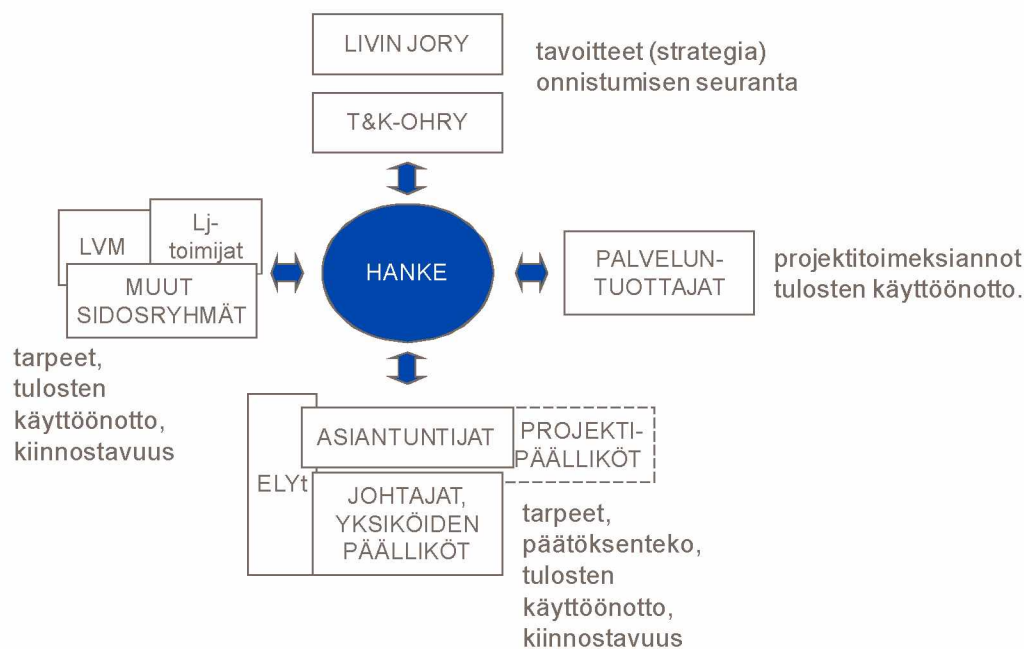 LIVIN JORY
tavoitteet (strategia)
onnistumisen seuranta
T&K-OHRY
LVM
Lj-
toimijat
MUUT
SIDOSRYHMÄT
HANKE
PALVELUN-
TUOTTAJAT
projektitoimeksiannot
tulosten käyttöönotto.
tarpeet,
tulosten
käyttöönotto,
kiinnostavuus
ELYt
ASIANTUNTIJAT
PROJEKTI-
PÄÄLLIKÖT
JOHTAJAT,
YKSIKÖIDEN
PÄÄLLIKÖT
tarpeet,
päätöksenteko,
tulosten
käyttöönotto,
kiinnostavuus